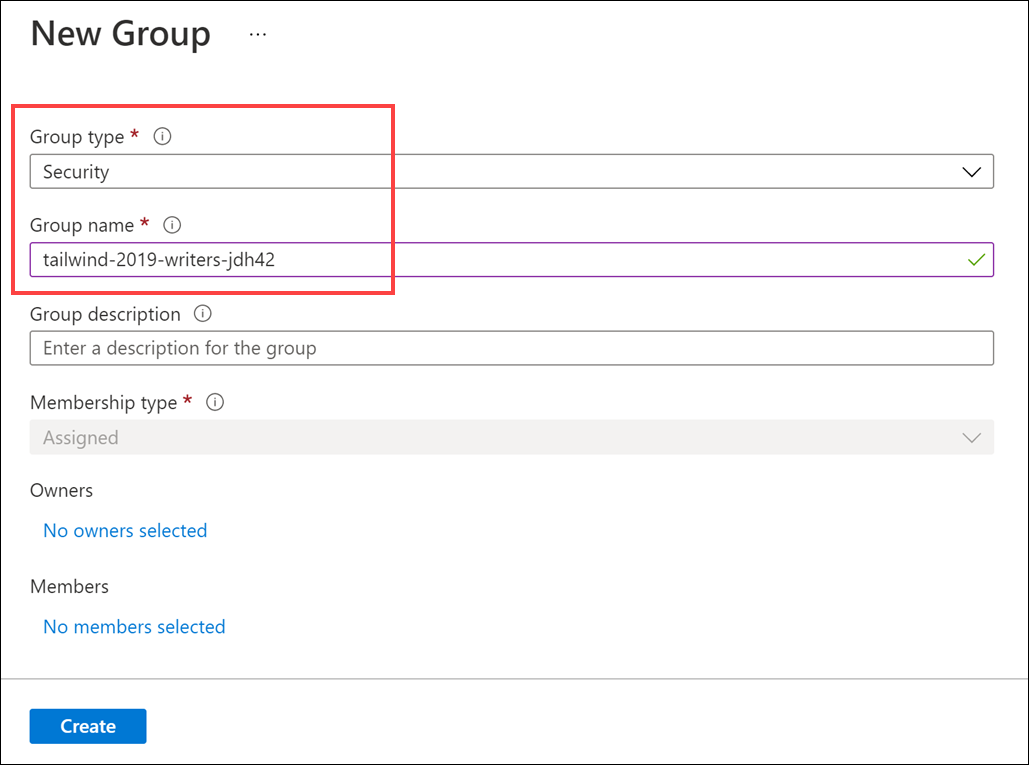 New Group ...
Group type *
Security
Group name *
tailwind-2019-writers-jdh42
Group description
Enter a description for the group
Membership type *
Assigned
Owners
No owners selected
Members
No members selected
Create